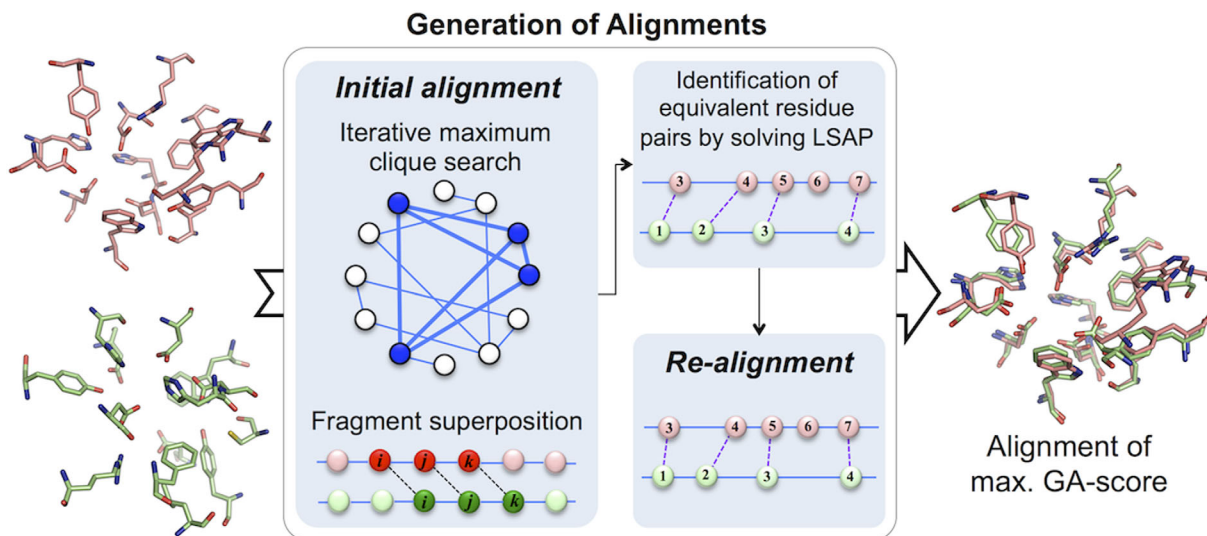 Generation of Alignments
Initial alignment
Iterative maximum
clique search
Fragment superposition
i j k
i j k
Identification of
equivalent residue
pairs by solving LSAP
3 4 5 6 7
1 2 3 4
Re-alignment
3 4 5 6 7
1 2 3 4
Alignment of
max. GA-score